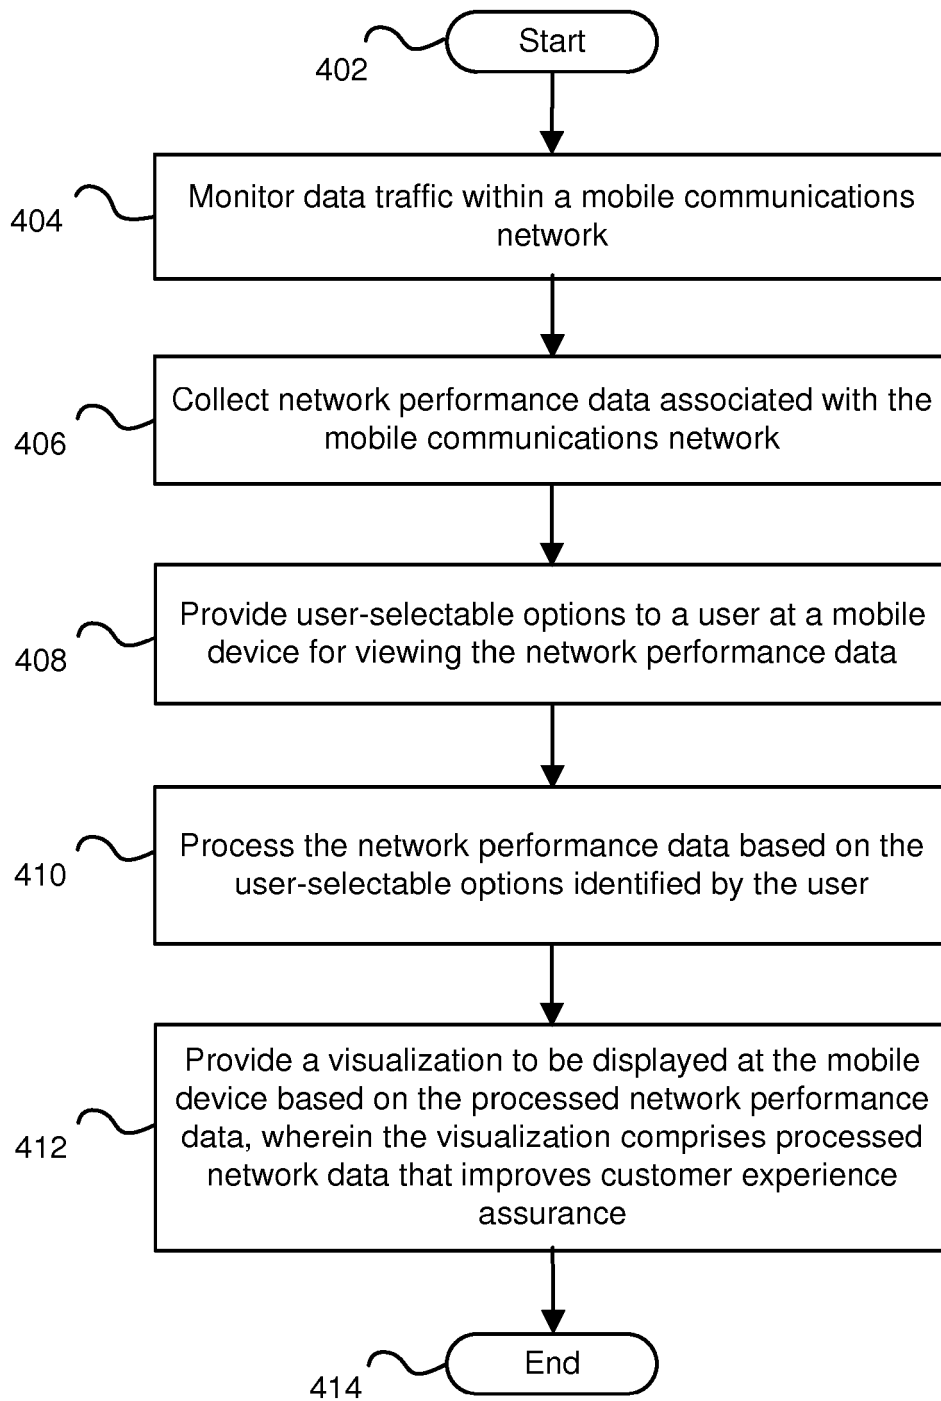 Start
402
Monitor data traffic within a mobile communications
network
404
Collect network performance data associated with the
mobile communications network
406
Provide user-selectable options to a user at a mobile
device for viewing the network performance data
408
Process the network performance data based on the
user-selectable options identified by the user
410
Provide a visualization to be displayed at the mobile
device based on the processed network performance
data, wherein the visualization comprises processed
network data that improves customer experience
assurance
412
End
414